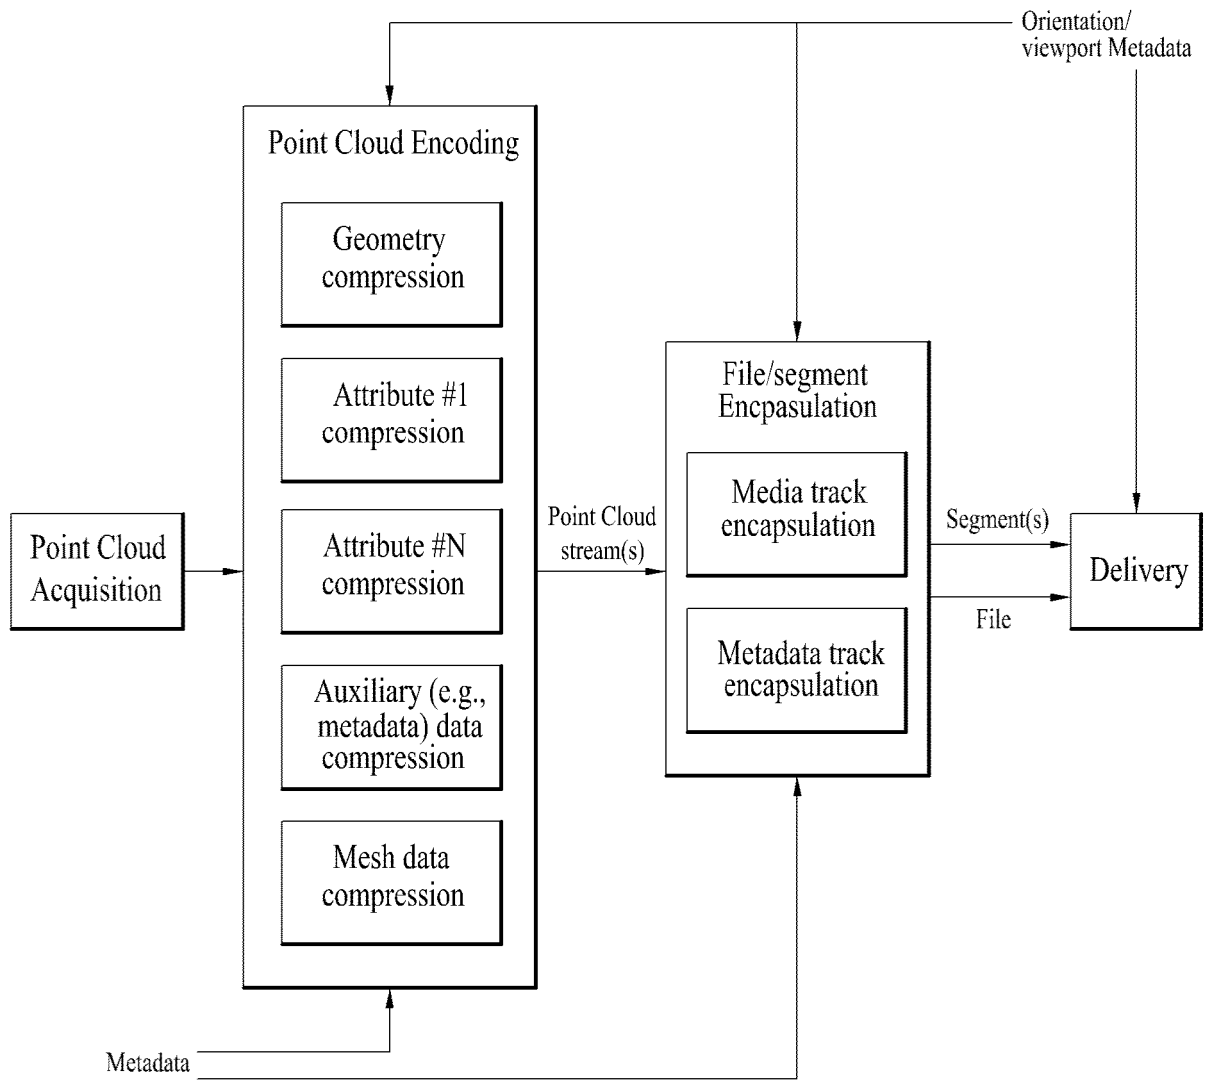 Orientation/
viewport Metadata
Point Cloud Encoding
Geometry
compression
Attribute #1
compression
Attribute #N
compression
Auxiliary (e.g.,
metadata) data
compression
Mesh data
compression
Point Cloud
Acquisition
Point Cloud
stream(s)
File/segment
Encpasulation
Media track
encapsulation
Metadata track
encapsulation
Segment(s)
File
Delivery
Metadata